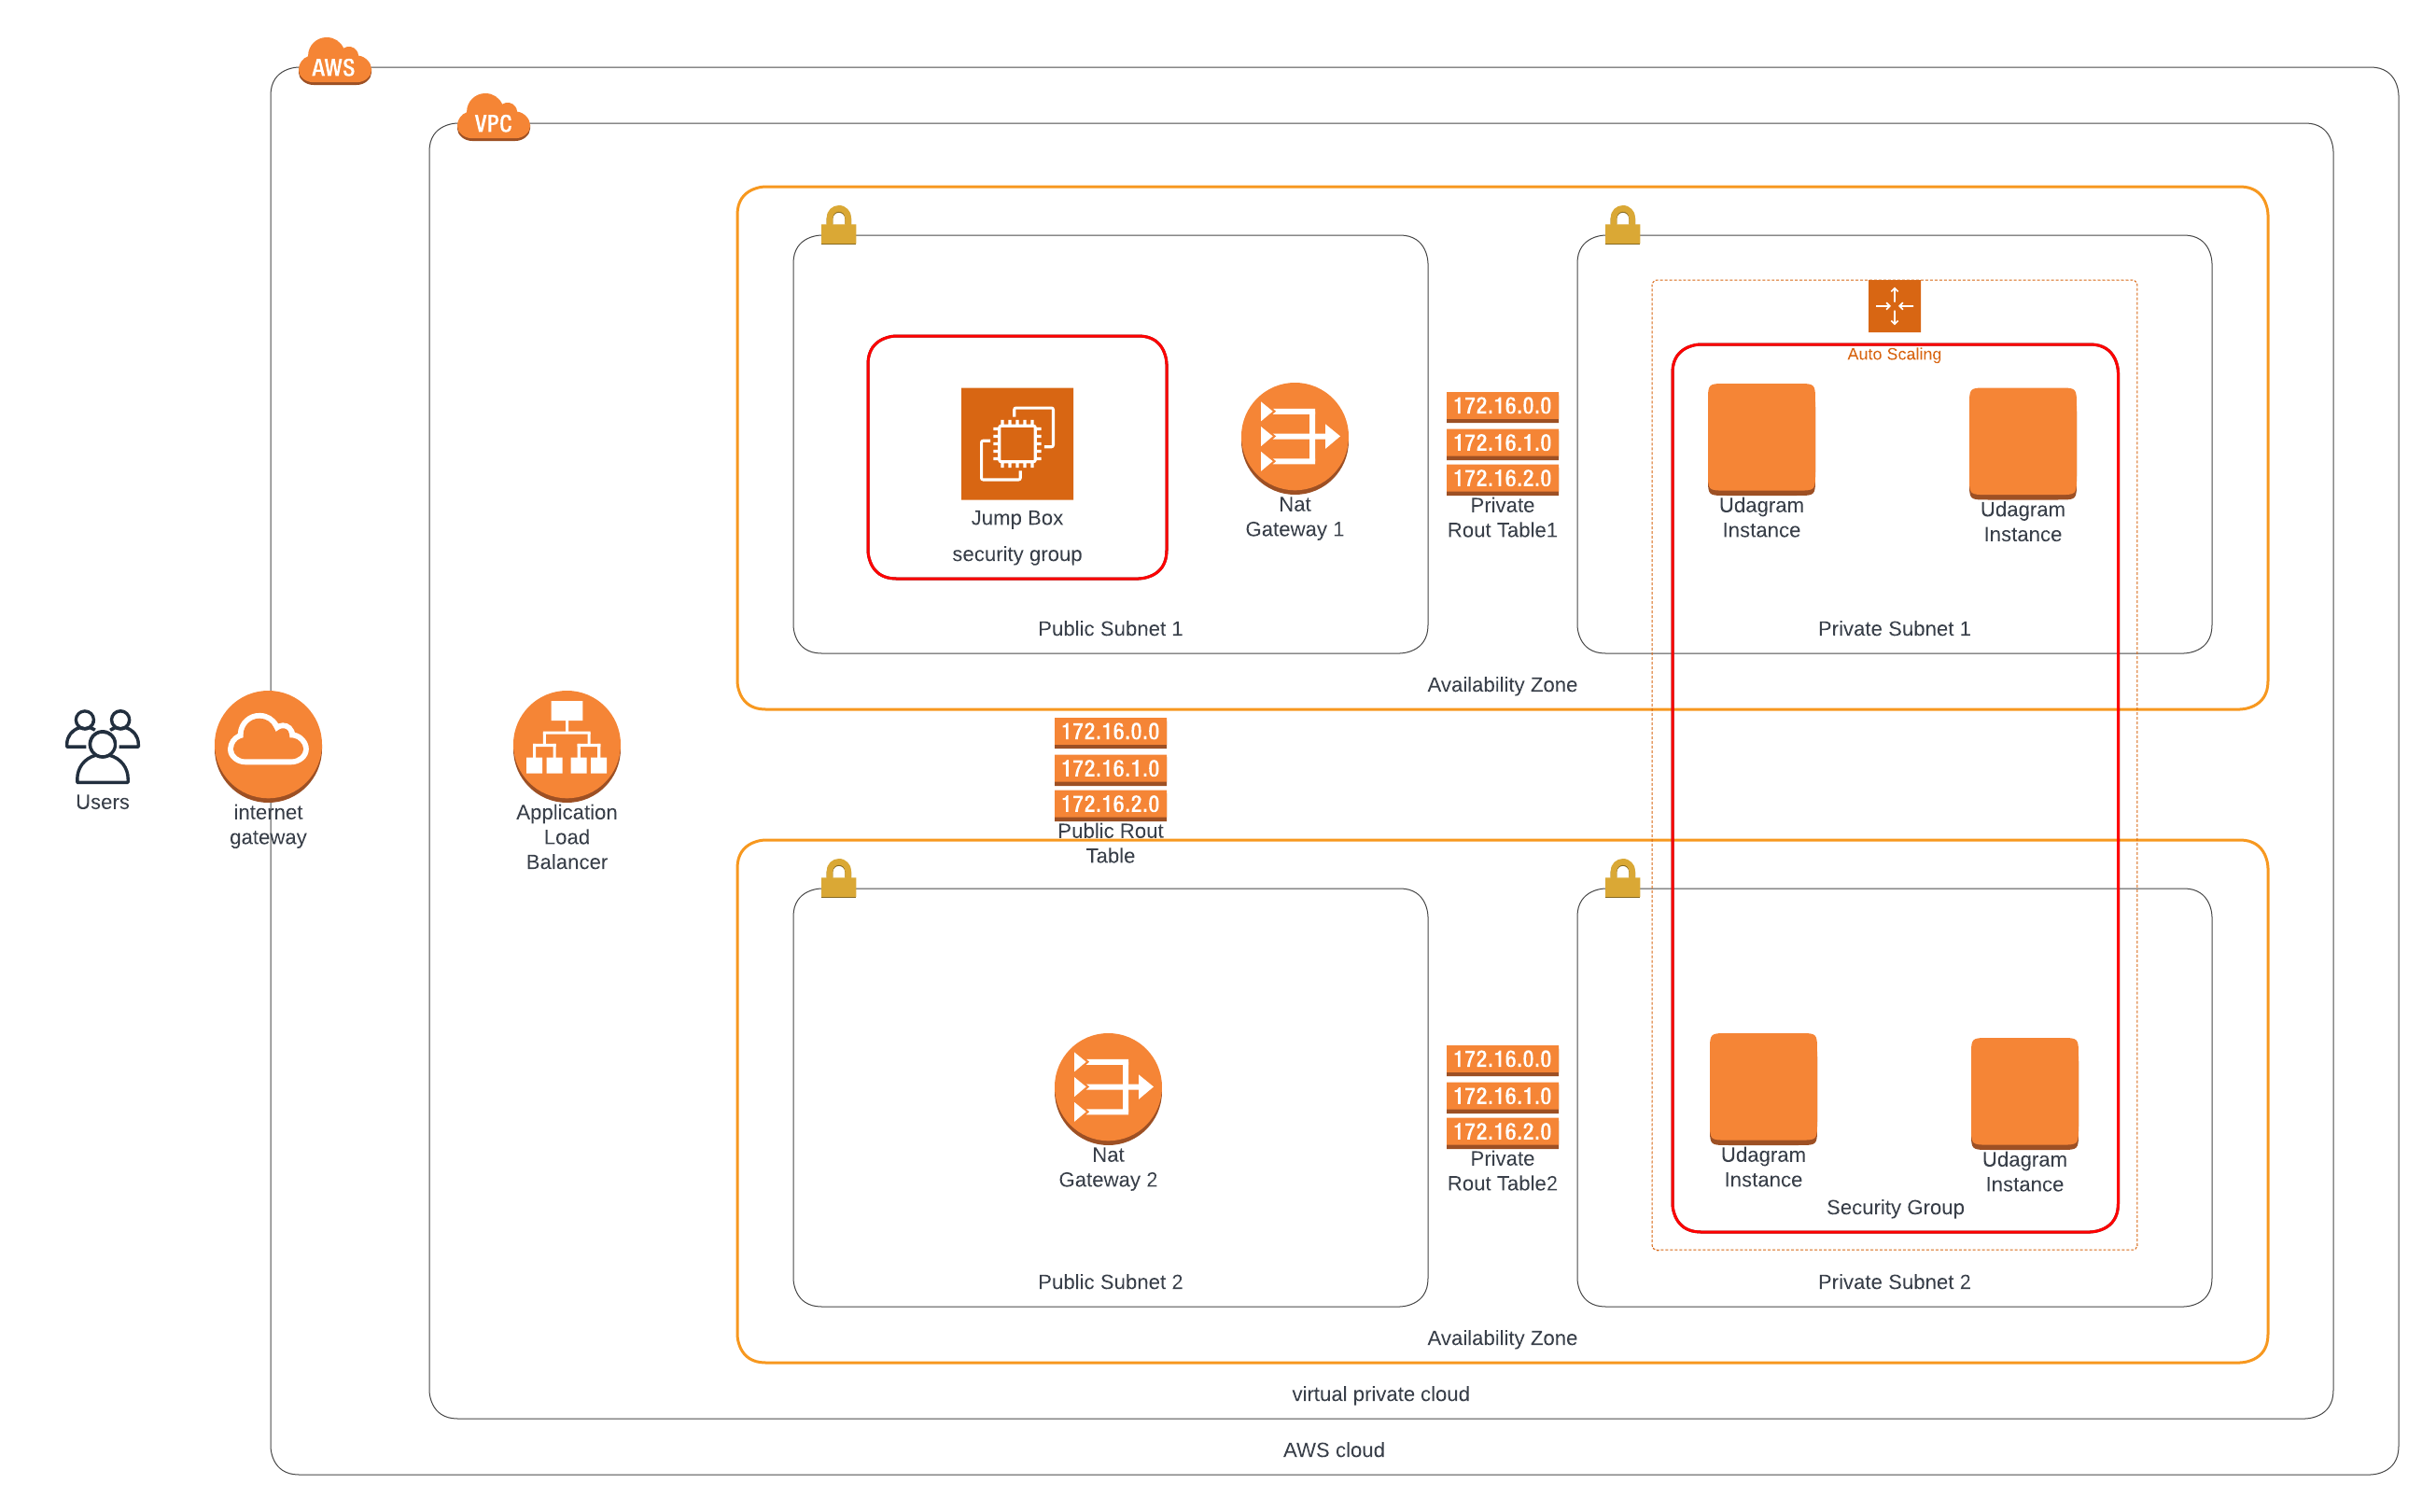 AWS
VPC
Auto Scaling
172.16.0.0
172.16.1.0
172.16.2.0
Private
Rout Table1
Jump Box
security group
Nat
Gateway 1
Udagram
Instance
Udagram
Instance
Public Subnet 1
Private Subnet 1
Availability Zone
Users
internet
gateway
Application
Load
Balancer
172.16.0.0
172.16.1.0
172.16.2.0
Public Rout
Table
Nat
Gateway 2
172.16.0.0
172.16.1.0
172.16.2.0
Private
Rout Table2
Udagram
Instance
Udagram
Instance
Security Group
Public Subnet 2
Private Subnet 2
Availability Zone
virtual private cloud
AWS cloud